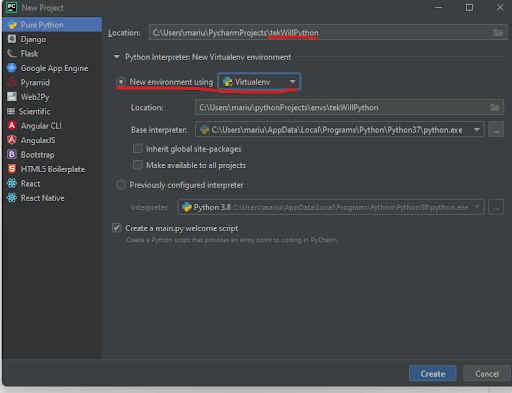 PC
New Project
Pure Python
Django
Flask
Google App Engine
Pyramid
Web2Py
Scientific
Angular CLI
AngularJS
Bootstrap
HTML5 Boilerplate
React
React Native
Location: C:\Users\mariu\PycharmProjects\tekWillPython
Python Interpreter: New Virtualenv environment
New environment using Virtualenv
Location: C:\Users\mariu\pythonProjects\envs\tekWillPython
Base interpreter: C:\Users\mariu\AppData\Local\Programs\Python\Python37\python.exe ...
Inherit global site-packages
Make available to all projects
Previously configured interpreter
Interpreter: Python 3.8 C:\Users\mariu\AppData\Local\Programs\Python\Python38\python.exe ...
Create a main.py welcome script
Create a Python script that provides an entry point to coding in PyCharm.
Create Cancel